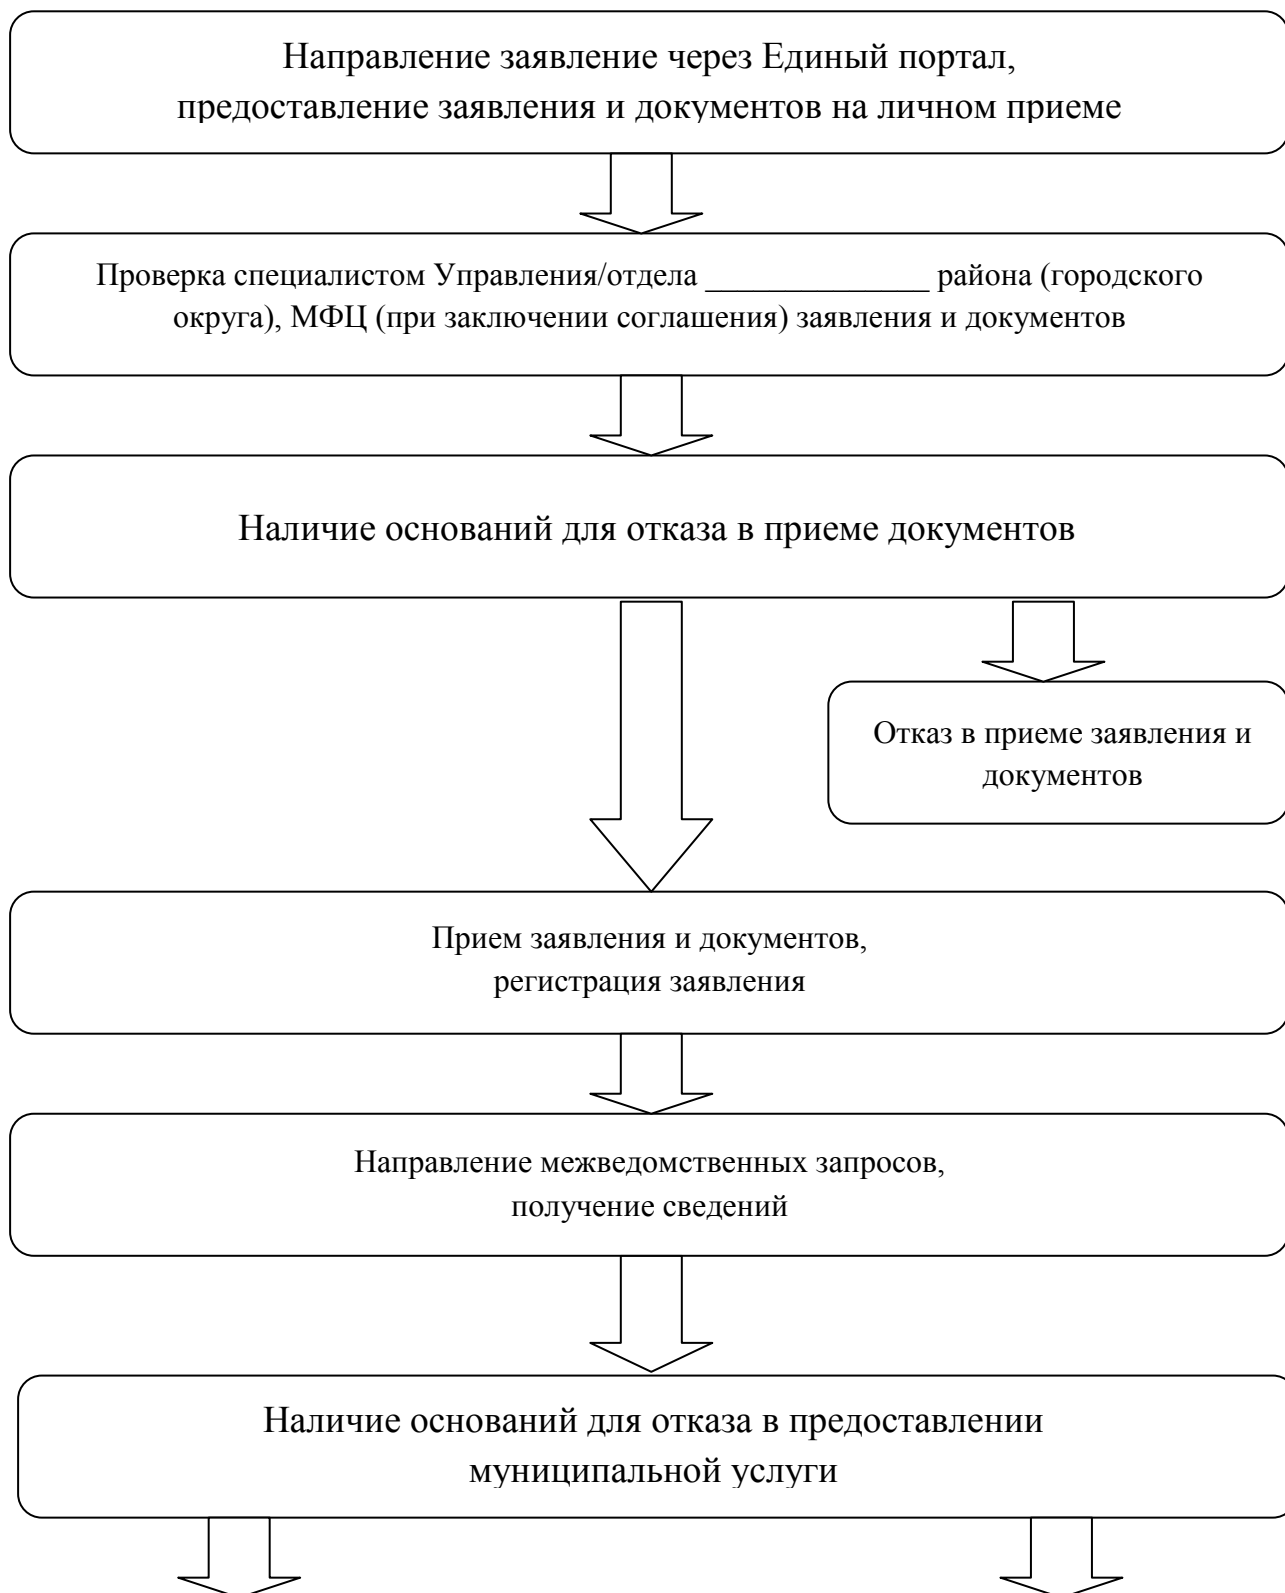 Направление заявление через Единый портал,
предоставление заявления и документов на личном приеме
Проверка специалистом Управления/отдела _____________ района (городского
округа), МФЦ (при заключении соглашения) заявления и документов
Наличие оснований для отказа в приеме документов
Отказ в приеме заявления и
документов
Прием заявления и документов,
регистрация заявления
Направление межведомственных запросов,
получение сведений
Наличие оснований для отказа в предоставлении
муниципальной услуги